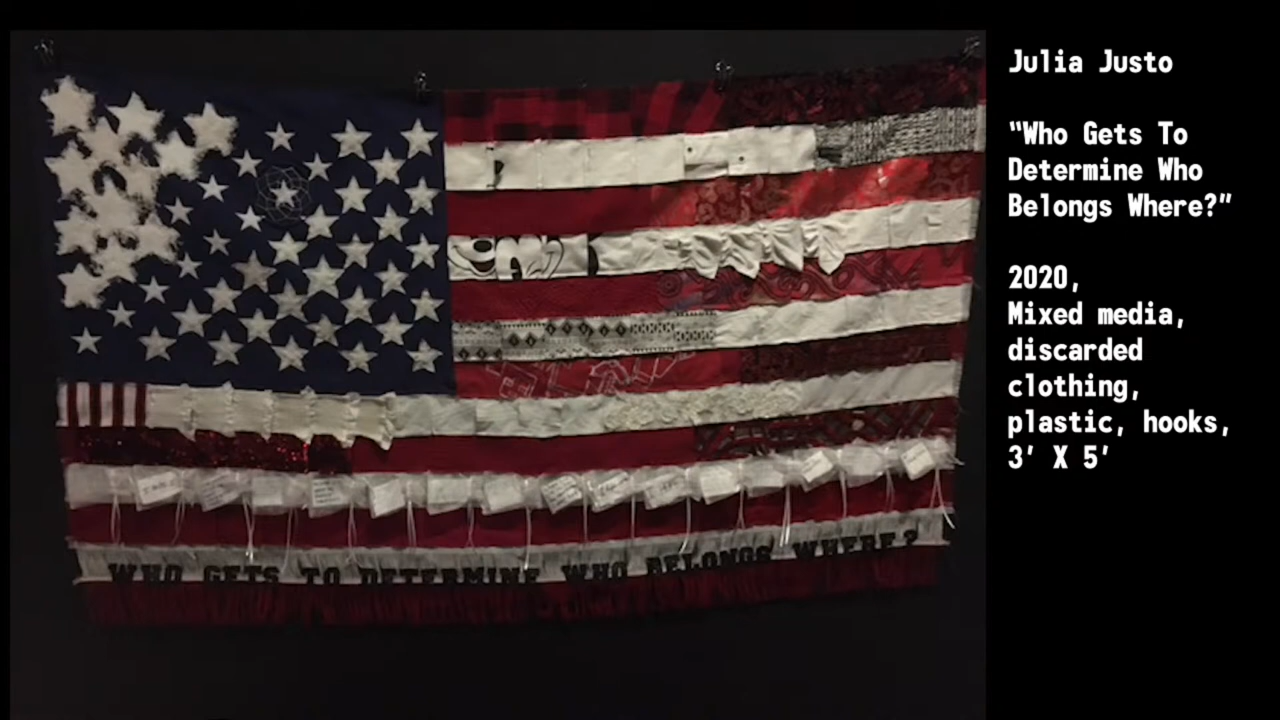 Julia Justo
“Who Gets To
Determine Who
Belongs Where?”
2020,
Mixed media,
discarded
clothing,
plastic, hooks,
3’ X 5’
WHO GETS TO DETERMINE WHO BELONGS WHERE?